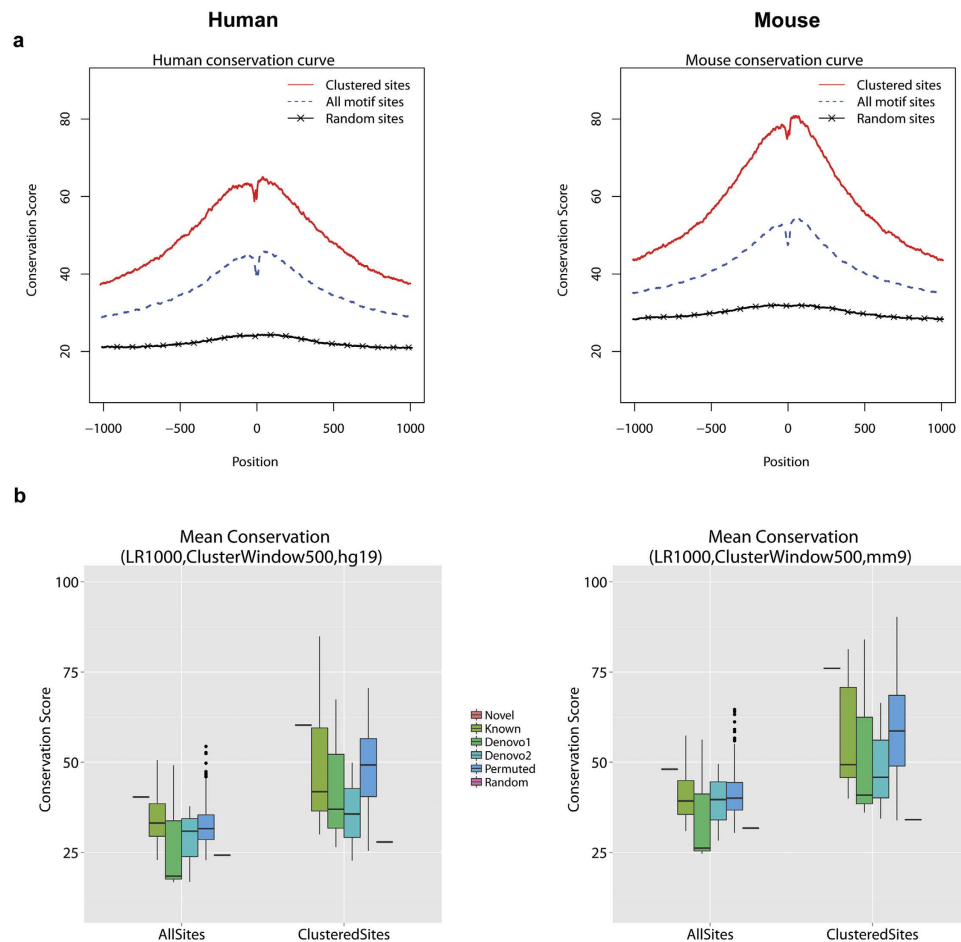 Human
Mouse
a
Human conservation curve
Clustered sites
All motif sites
Random sites
80
60
40
20
Conservation Score
−1000
−500
0
500
1000
Position
Mouse conservation curve
Clustered sites
All motif sites
Random sites
80
60
40
20
Conservation Score
−1000
−500
0
500
1000
Position
b
Mean Conservation
(LR1000,ClusterWindow500,hg19)
100
75
50
25
Conservation Score
AllSites
ClusteredSites
Novel
Known
Denovo1
Denovo2
Permuted
Random
Mean Conservation
(LR1000,ClusterWindow500,mm9)
100
75
50
25
Conservation Score
AllSites
ClusteredSites